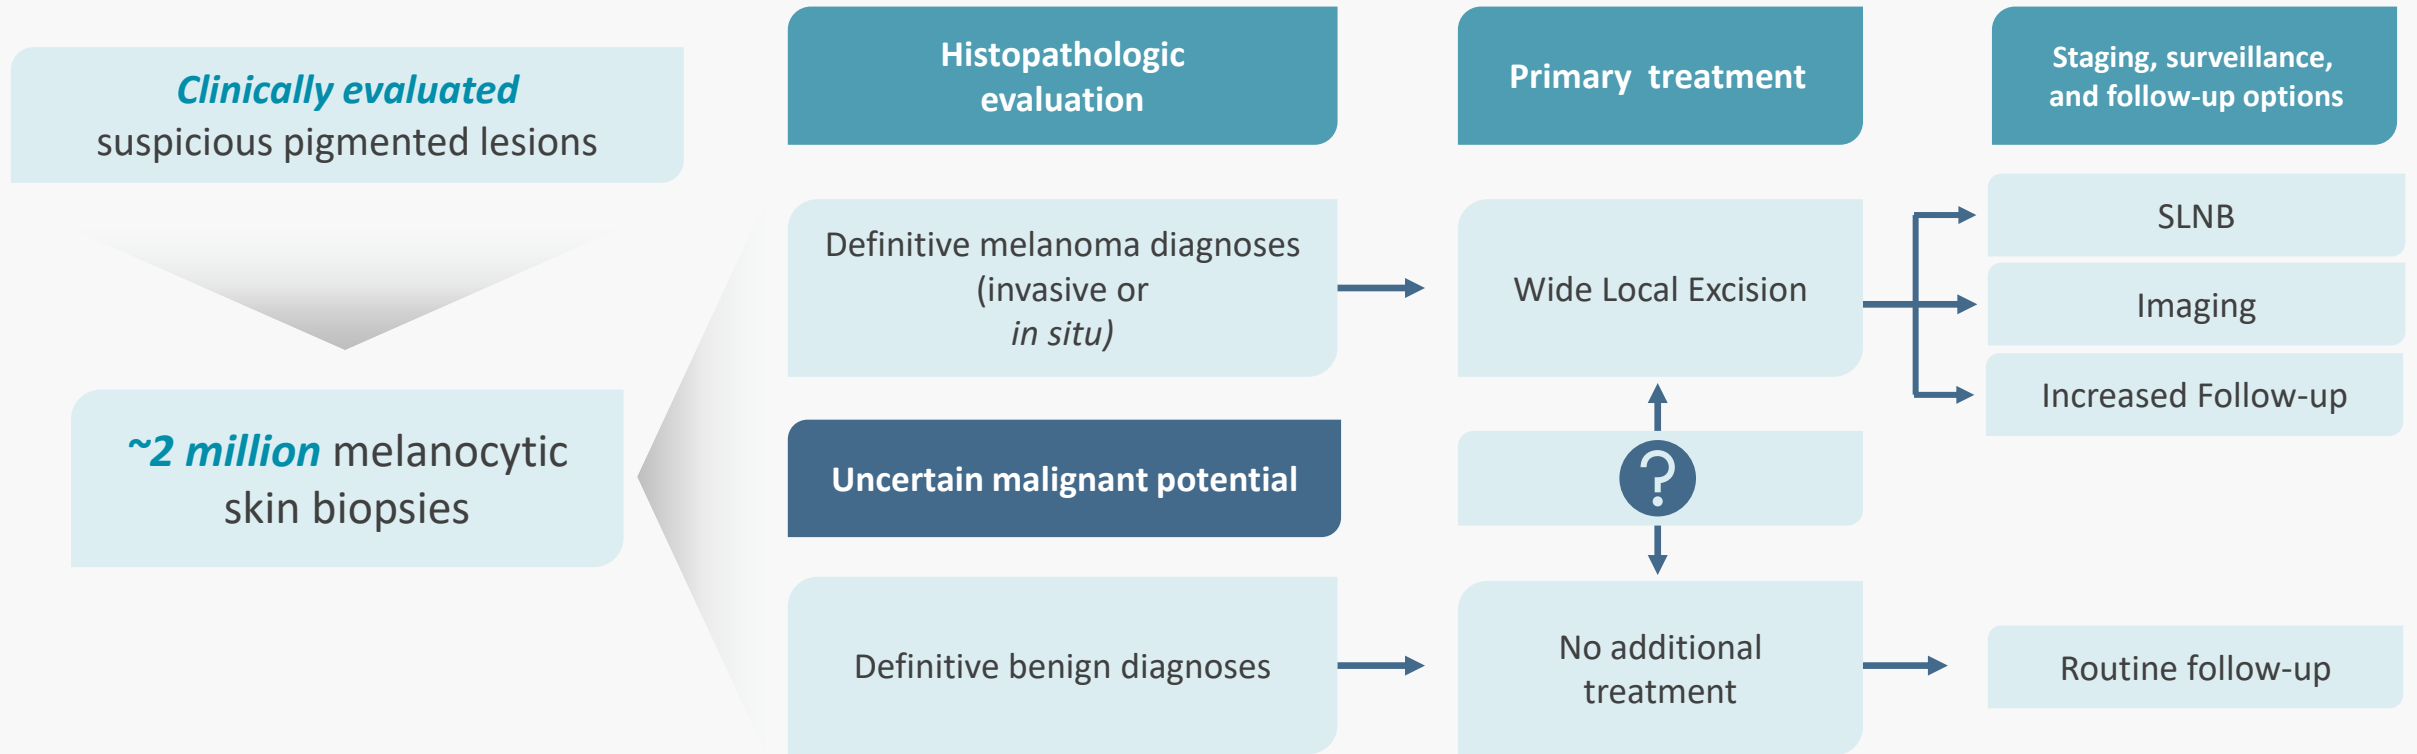 Clinically evaluated
suspicious pigmented lesions
~2 million melanocytic
skin biopsies
Histopathologic
evaluation
Definitive melanoma diagnoses
(invasive or
in situ)
Uncertain malignant potential
Definitive benign diagnoses
Primary treatment
Wide Local Excision
?
No additional
treatment
Staging, surveillance,
and follow-up options
SLNB
Imaging
Increased Follow-up
Routine follow-up